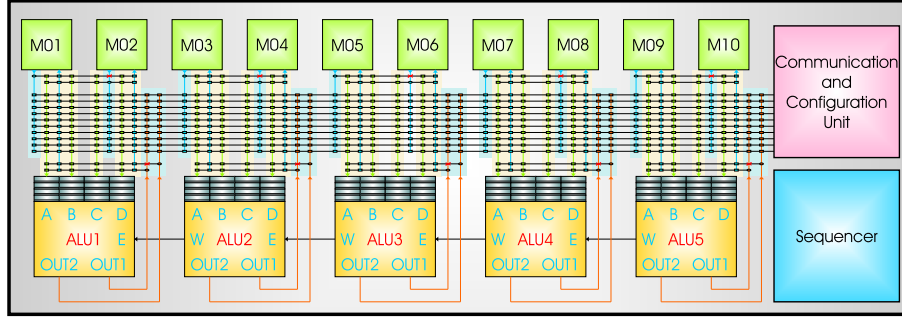 M01 M02 M03 M04 M05 M06 M07 M08 M09 M10
Communication
and
Configuration
Unit
A B C D A B C D A B C D A B C D A B C D
ALU1 E W ALU2 E W ALU3 E W ALU4 E W ALU5 E
OUT2 OUT1 OUT2 OUT1 OUT2 OUT1 OUT2 OUT1 OUT2 OUT1
Sequencer